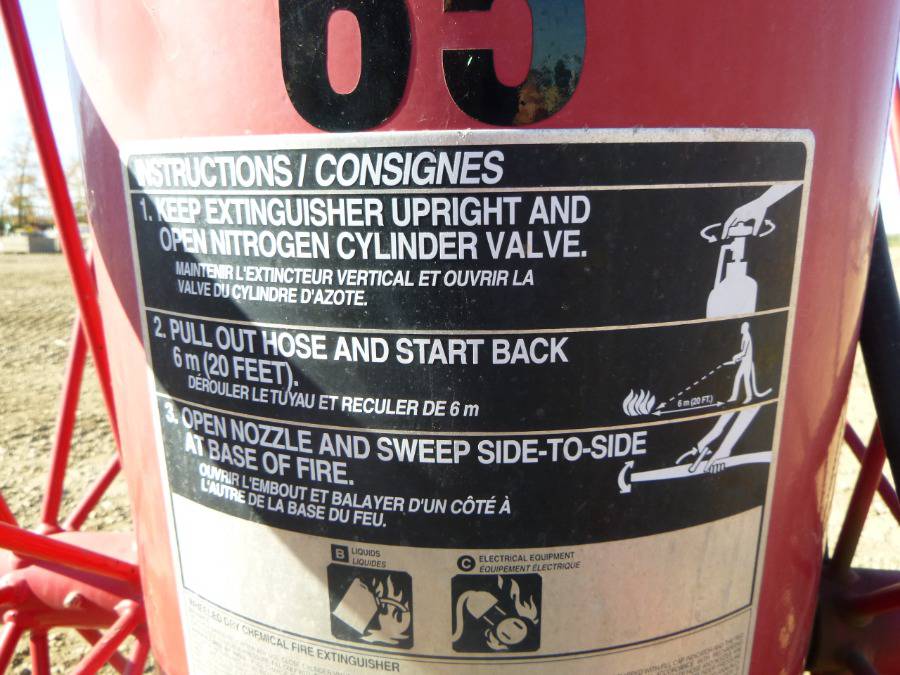 65
INSTRUCTIONS / CONSIGNES
1. KEEP EXTINGUISHER UPRIGHT AND
OPEN NITROGEN CYLINDER VALVE.
MAINTENIR L'EXTINCTEUR VERTICAL ET OUVRIR LA
VALVE DU CYLINDRE D'AZOTE.
2. PULL OUT HOSE AND START BACK
6 m (20 FEET).
DÉROULER LE TUYAU ET RECULER DE 6 m
6 m (20 FT.)
3. OPEN NOZZLE AND SWEEP SIDE-TO-SIDE
AT BASE OF FIRE.
OUVRIR L'EMBOUT ET BALAYER D'UN CÔTÉ À
L'AUTRE DE LA BASE DU FEU.
B LIQUIDS
LIQUIDES
C ELECTRICAL EQUIPMENT
ÉQUIPEMENT ÉLECTRIQUE
WHEELED DRY CHEMICAL FIRE EXTINGUISHER